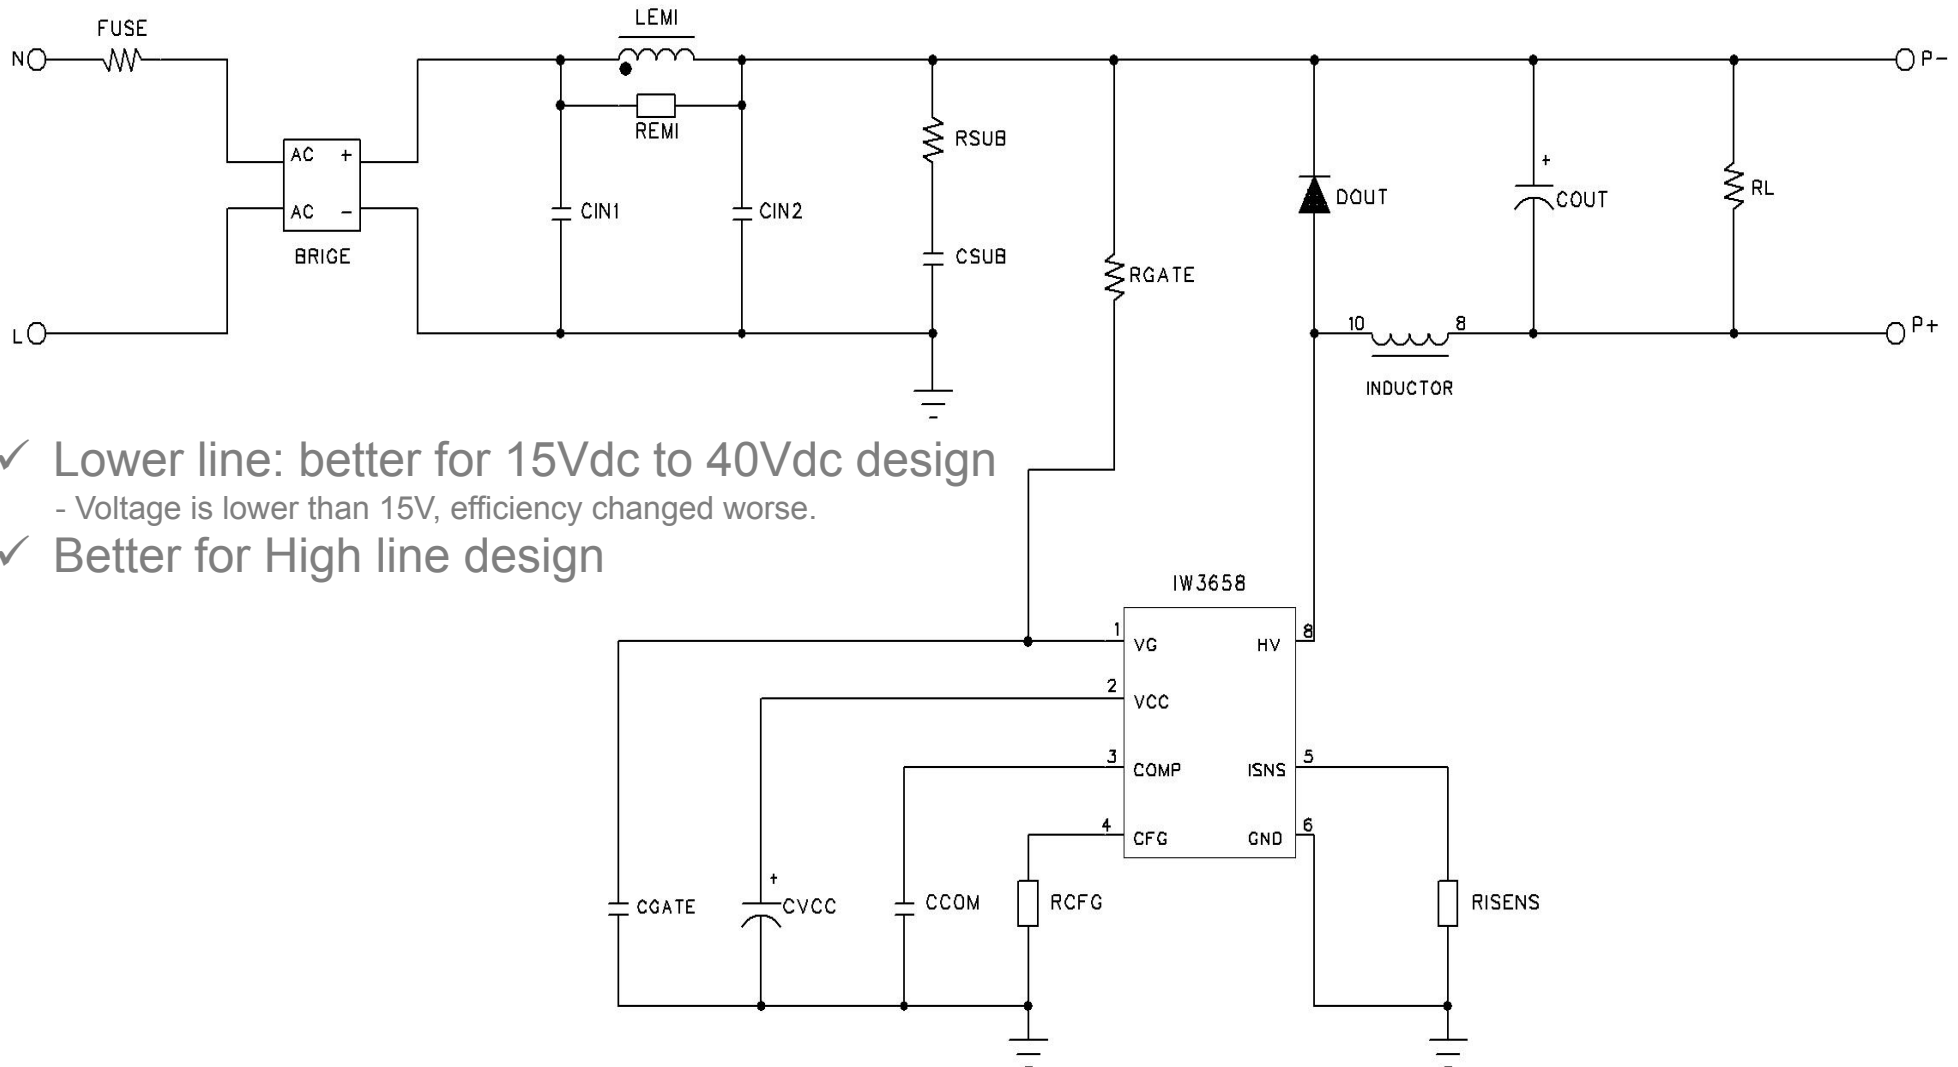 LEMI
FUSE
N
P-
REMI
RSUB
AC +
AC -
BRIGE
CIN1
CIN2
CSUB
RGATE
DOUT
+
COUT
RL
L
10
8
P+
INDUCTOR
✓ Lower line: better for 15Vdc to 40Vdc design
- Voltage is lower than 15V, efficiency changed worse.
✓ Better for High line design
IW3658
1
VG
HV
8
2
VCC
3
COMP
ISNS
5
4
CFG
GND
6
CGATE
+
CVCC
CCOM
RCFG
RISENS